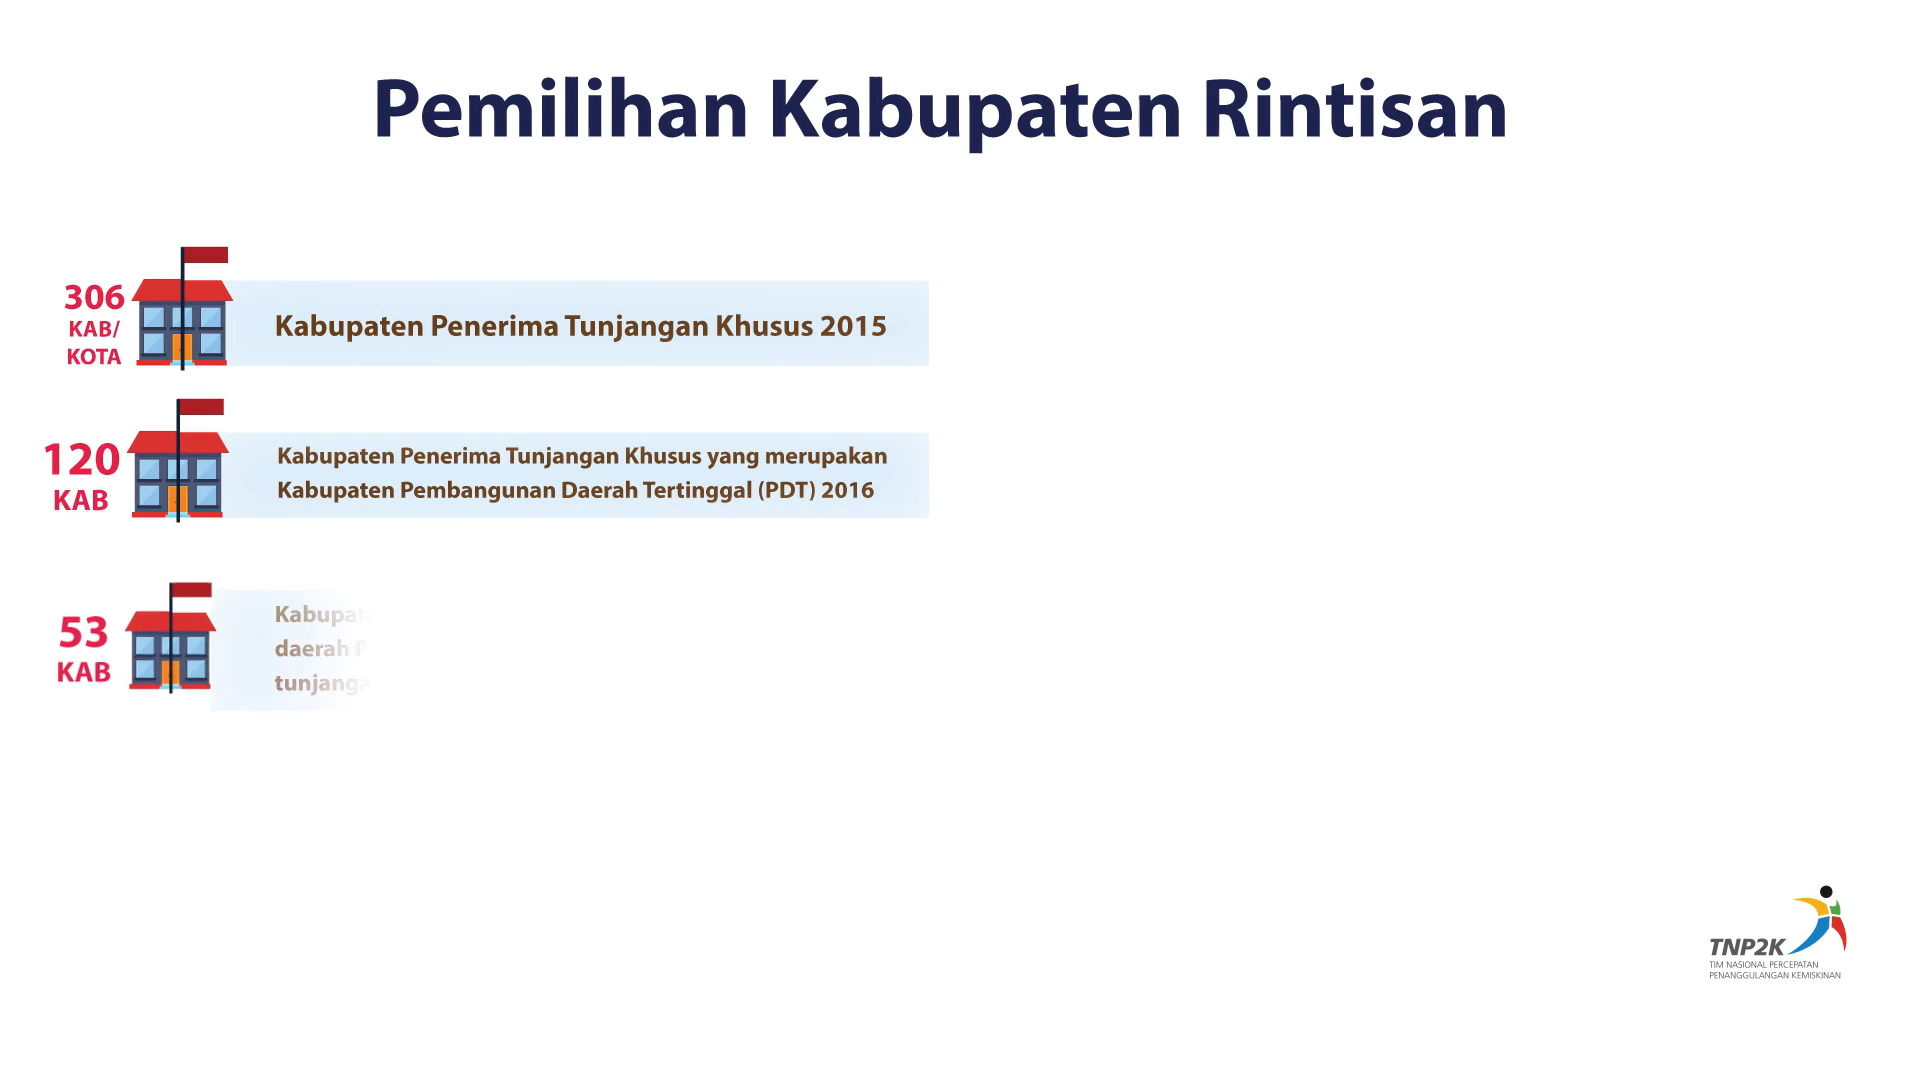 Pemilihan Kabupaten Rintisan
306
KAB/
KOTA
Kabupaten Penerima Tunjangan Khusus 2015
120
KAB
Kabupaten Penerima Tunjangan Khusus yang merupakan
Kabupaten Pembangunan Daerah Tertinggal (PDT) 2016
53
KAB
daerah
TNP2K
TIM NASIONAL PERCEPATAN
PENANGGULANGAN KEMISKINAN